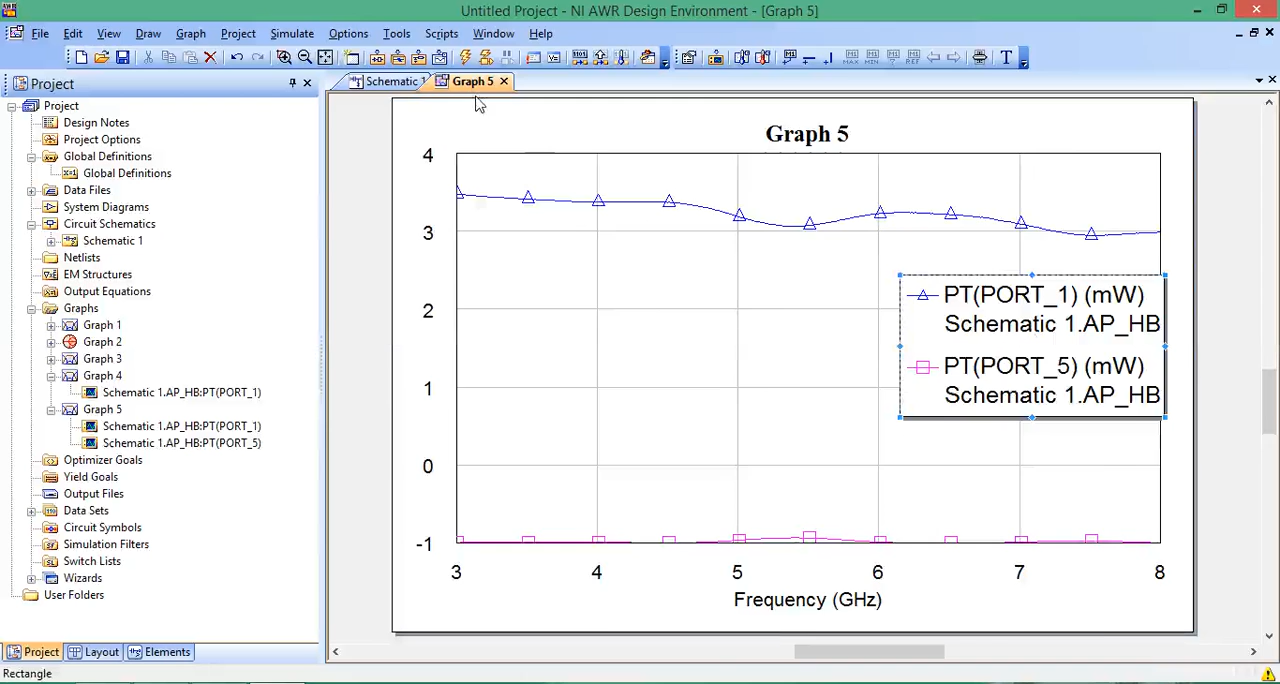 Untitled Project - NI AWR Design Environment - [Graph 5]
File Edit View Draw Graph Project Simulate Options Tools Scripts Window Help
Project
Schematic 1
Graph 5
Project
Design Notes
Project Options
Global Definitions
Global Definitions
Data Files
System Diagrams
Circuit Schematics
Schematic 1
Netlists
EM Structures
Output Equations
Graphs
Graph 1
Graph 2
Graph 3
Graph 4
Schematic 1.AP_HB:PT(PORT_1)
Graph 5
Schematic 1.AP_HB:PT(PORT_1)
Schematic 1.AP_HB:PT(PORT_5)
Optimizer Goals
Yield Goals
Output Files
Data Sets
Circuit Symbols
Simulation Filters
Switch Lists
Wizards
User Folders
Project Layout Elements
Rectangle
Graph 5
4
3
2
1
0
-1
3 4 5 6 7 8
Frequency (GHz)
PT(PORT_1) (mW)
Schematic 1.AP_HB
PT(PORT_5) (mW)
Schematic 1.AP_HB